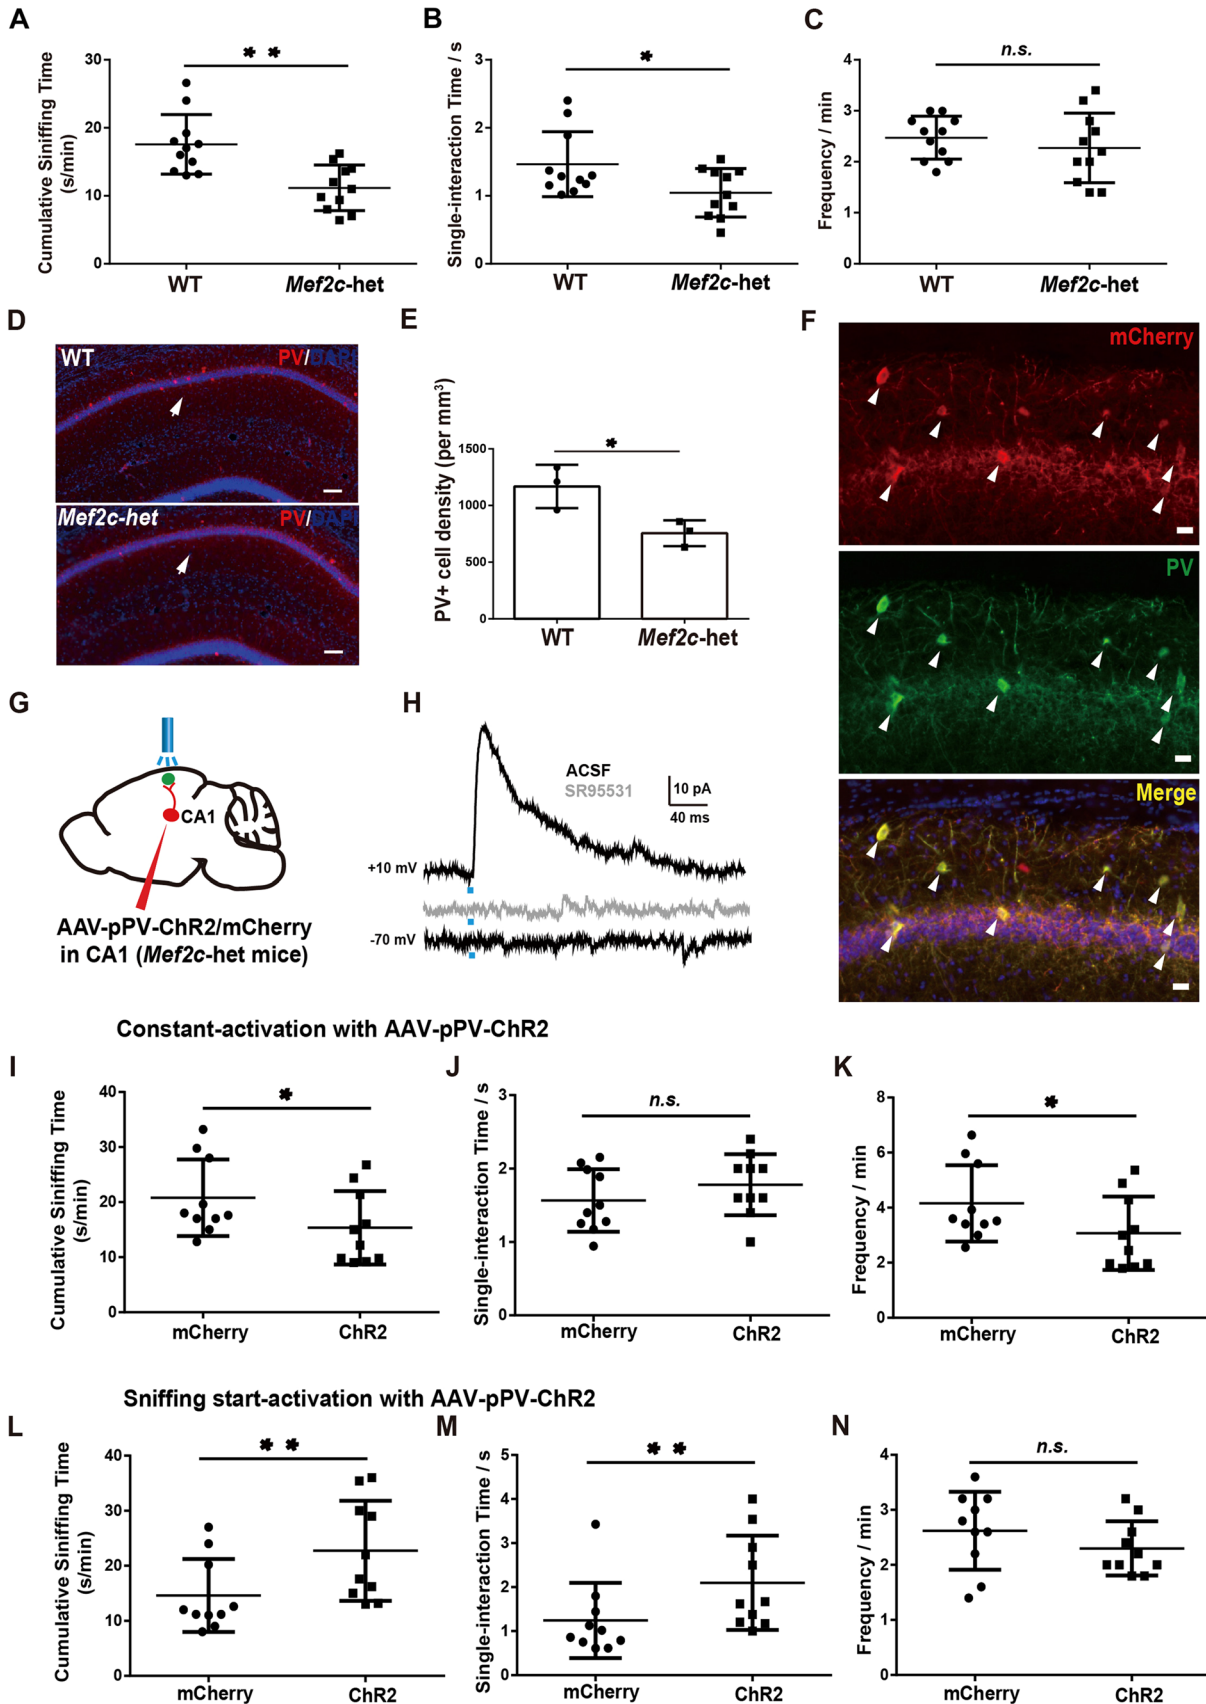 A
B
C
Cumulative Siniffing Time
(s/min)
30
20
10
0
* *
WT
Mef2c-het
Single-interaction Time / s
3
2
1
0
*
WT
Mef2c-het
Frequency / min
4
3
2
1
0
n.s.
WT
Mef2c-het
D
E
F
WT
PV/DAPI
Mef2c-het
PV/DAPI
PV+ cell density (per mm3)
1500
1000
500
0
*
WT
Mef2c-het
mCherry
PV
Merge
G
H
CA1
AAV-pPV-ChR2/mCherry
in CA1 (Mef2c-het mice)
ACSF
SR95531
10 pA
40 ms
+10 mV
-70 mV
Constant-activation with AAV-pPV-ChR2
I
J
K
Cumulative Siniffing Time
(s/min)
40
30
20
10
0
*
mCherry
ChR2
Single-interaction Time / s
3
2
1
0
n.s.
mCherry
ChR2
Frequency / min
8
6
4
2
0
*
mCherry
ChR2
Sniffing start-activation with AAV-pPV-ChR2
L
M
N
Cumulative Siniffing Time
(s/min)
40
30
20
10
0
* *
mCherry
ChR2
Single-interaction Time / s
5
4
3
2
1
0
* *
mCherry
ChR2
Frequency / min
4
3
2
1
0
n.s.
mCherry
ChR2